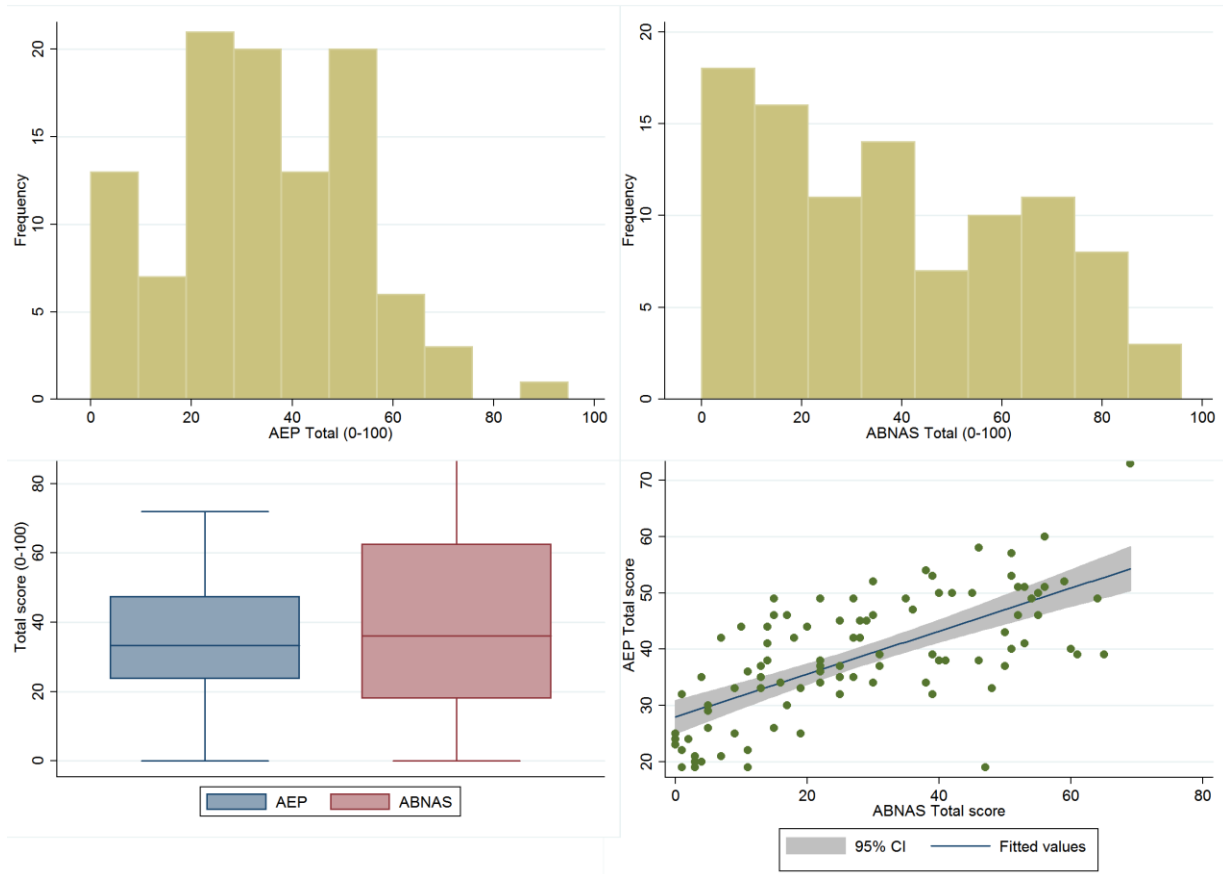 Frequency
20
15
10
5
0
0 20 40 60 80 100
AEP Total (0-100)
Frequency
20
15
10
5
0
0 20 40 60 80 100
ABNAS Total (0-100)
Total score (0-100)
80
60
40
20
0
AEP ABNAS
AEP Total score
70
60
50
40
30
20
0 20 40 60 80
ABNAS Total score
95% CI Fitted values